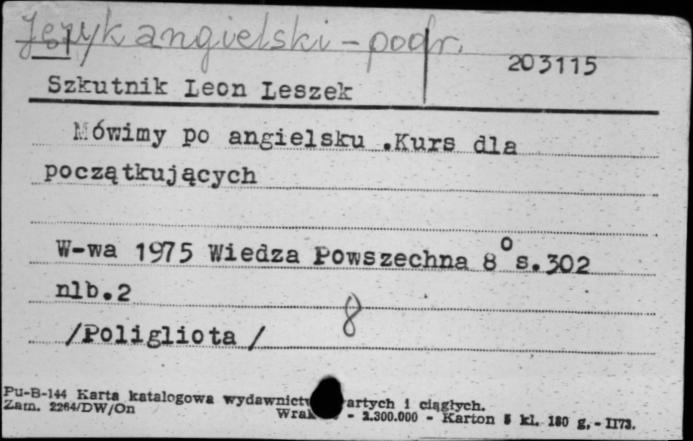 Język angielski - podr.
203115
Szkutnik Leon Leszek
Mówimy po angielsku .Kurs dla
początkujących
W-wa 1975 Wiedza Powszechna 8° s.302
nlb.2
/Poligliota/ 8
Pu-B-144 Karta katalogowa wydawnictw artych i ciągłych.
Zam. 2264/DW/On - 2.300.000 - Karton 5 kl. 180 g, - II73.